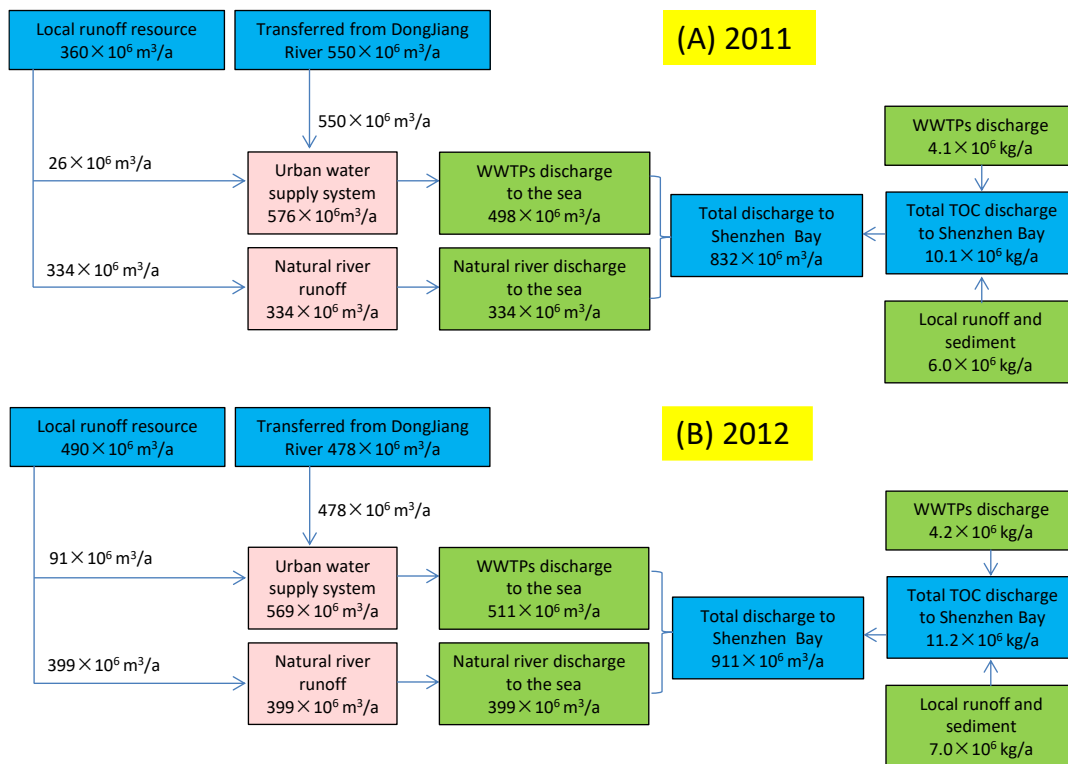 (A) 2011
Local runoff resource
360×10⁶ m³/a
Transferred from DongJiang
River 550×10⁶ m³/a
550×10⁶ m³/a
26×10⁶ m³/a
334×10⁶ m³/a
Urban water
supply system
576×10⁶m³/a
Natural river
runoff
334×10⁶ m³/a
WWTPs discharge
to the sea
498×10⁶ m³/a
Natural river discharge
to the sea
334×10⁶ m³/a
Total discharge to
Shenzhen Bay
832×10⁶ m³/a
WWTPs discharge
4.1×10⁶ kg/a
Total TOC discharge
to Shenzhen Bay
10.1×10⁶ kg/a
Local runoff and
sediment
6.0×10⁶ kg/a
(B) 2012
Local runoff resource
490×10⁶ m³/a
Transferred from DongJiang
River 478×10⁶ m³/a
478×10⁶ m³/a
91×10⁶ m³/a
399×10⁶ m³/a
Urban water
supply system
569×10⁶ m³/a
Natural river
runoff
399×10⁶ m³/a
WWTPs discharge
to the sea
511×10⁶ m³/a
Natural river discharge
to the sea
399×10⁶ m³/a
Total discharge to
Shenzhen Bay
911×10⁶ m³/a
WWTPs discharge
4.2×10⁶ kg/a
Total TOC discharge
to Shenzhen Bay
11.2×10⁶ kg/a
Local runoff and
sediment
7.0×10⁶ kg/a